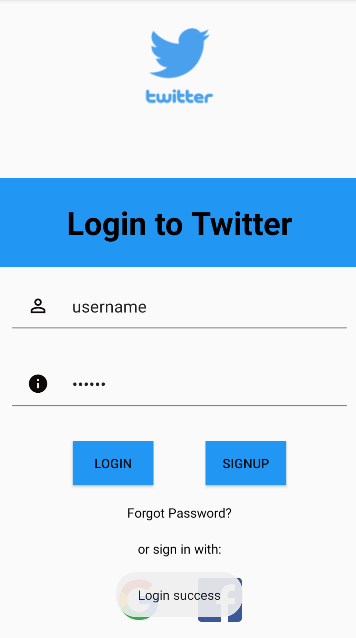 twitter
Login to Twitter
username
••••••
LOGIN SIGNUP
Forgot Password?
or sign in with:
Login success